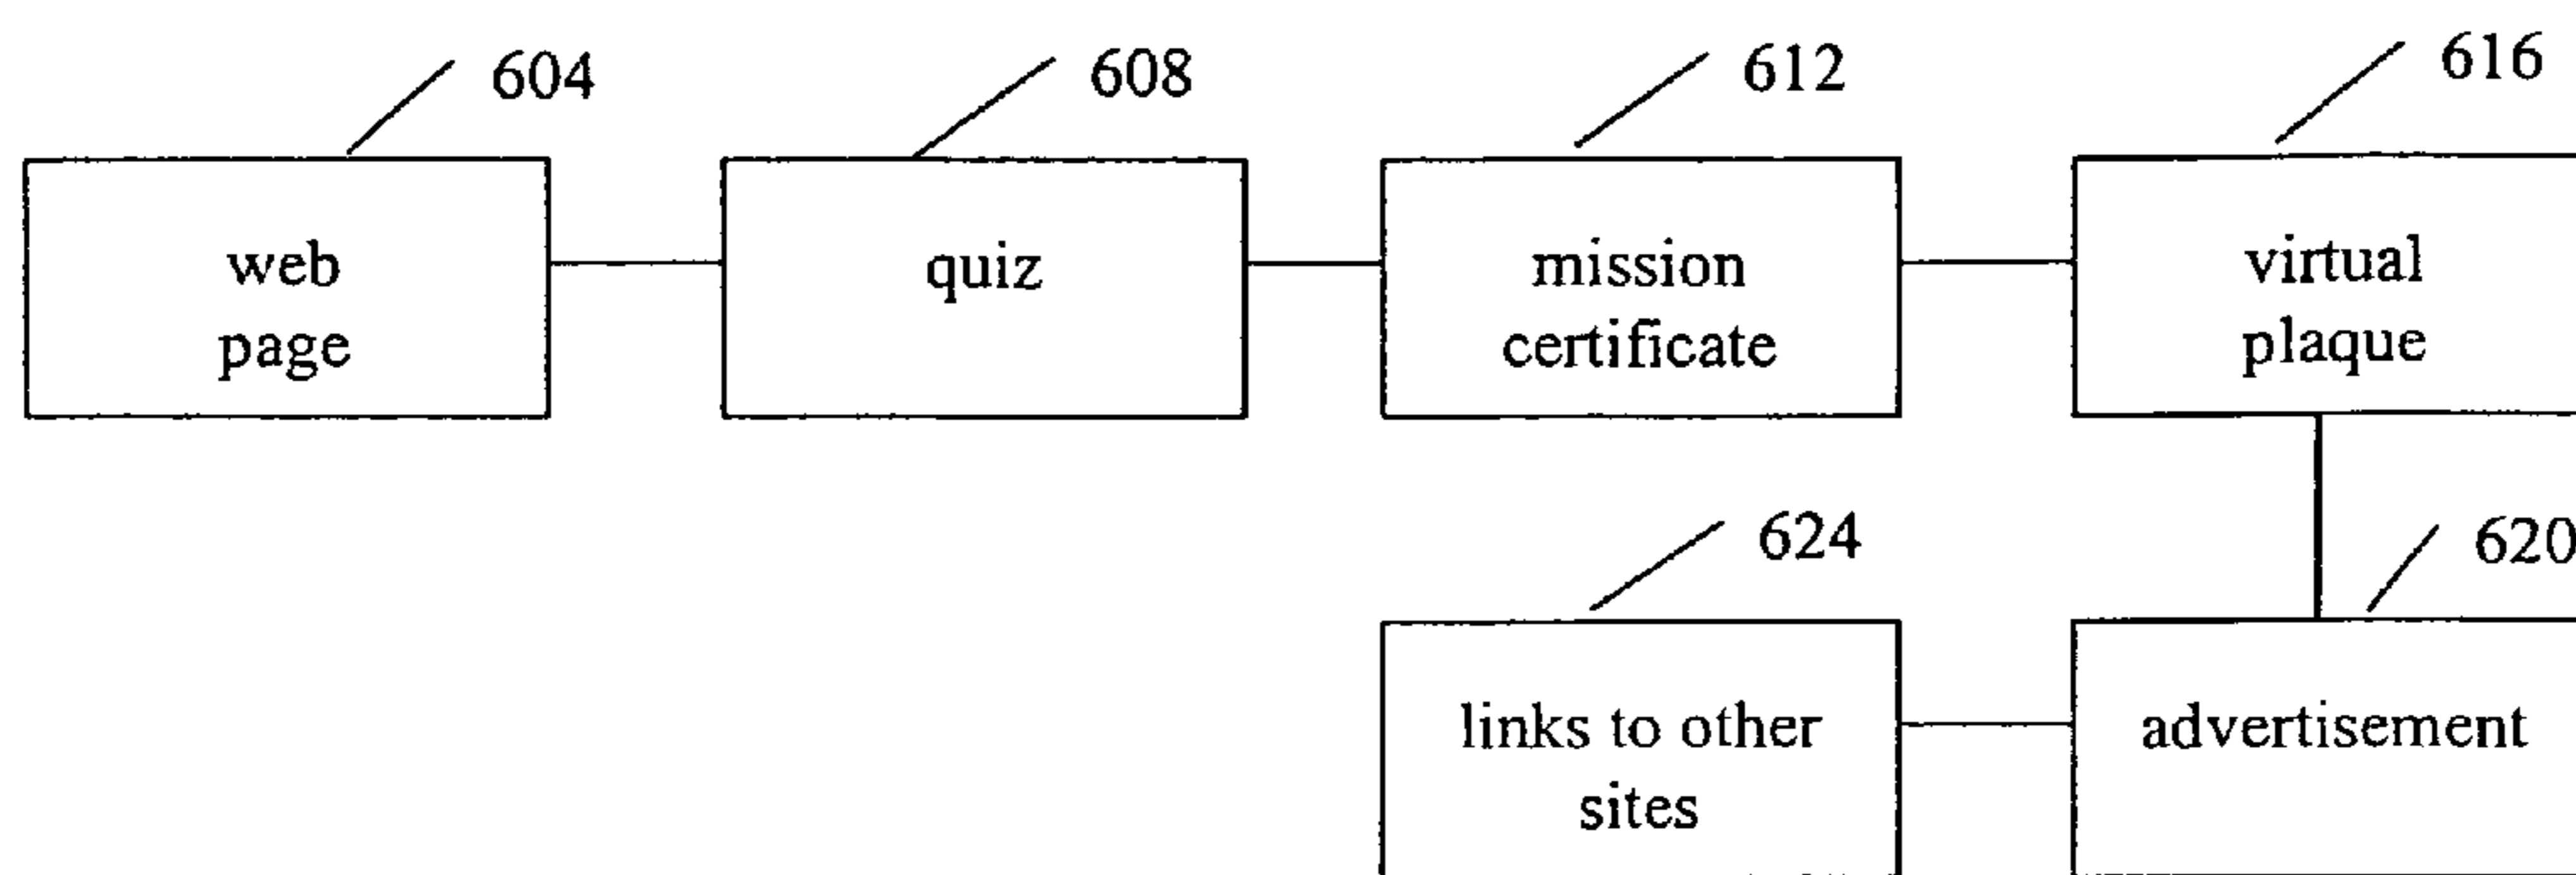 604
608
612
616
web
page
quiz
mission
certificate
virtual
plaque
624
620
links to other
sites
advertisement